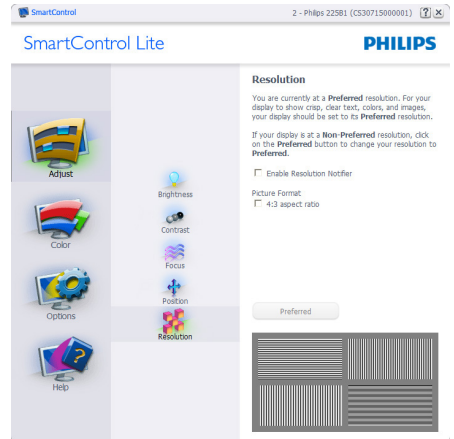 SmartControl
2 - Philips 225B1 (CS30715000001)
?
SmartControl Lite
PHILIPS
Adjust
Color
Options
Help
Brightness
Contrast
Focus
Position
Resolution
Resolution
You are currently at a Preferred resolution. For your
display to show crisp, clear text, colors, and images,
your display should be set to its Preferred resolution.
If your display is at a Non-Preferred resolution, click
on the Preferred button to change your resolution to
Preferred.
Enable Resolution Notifier
Picture Format
4:3 aspect ratio
Preferred